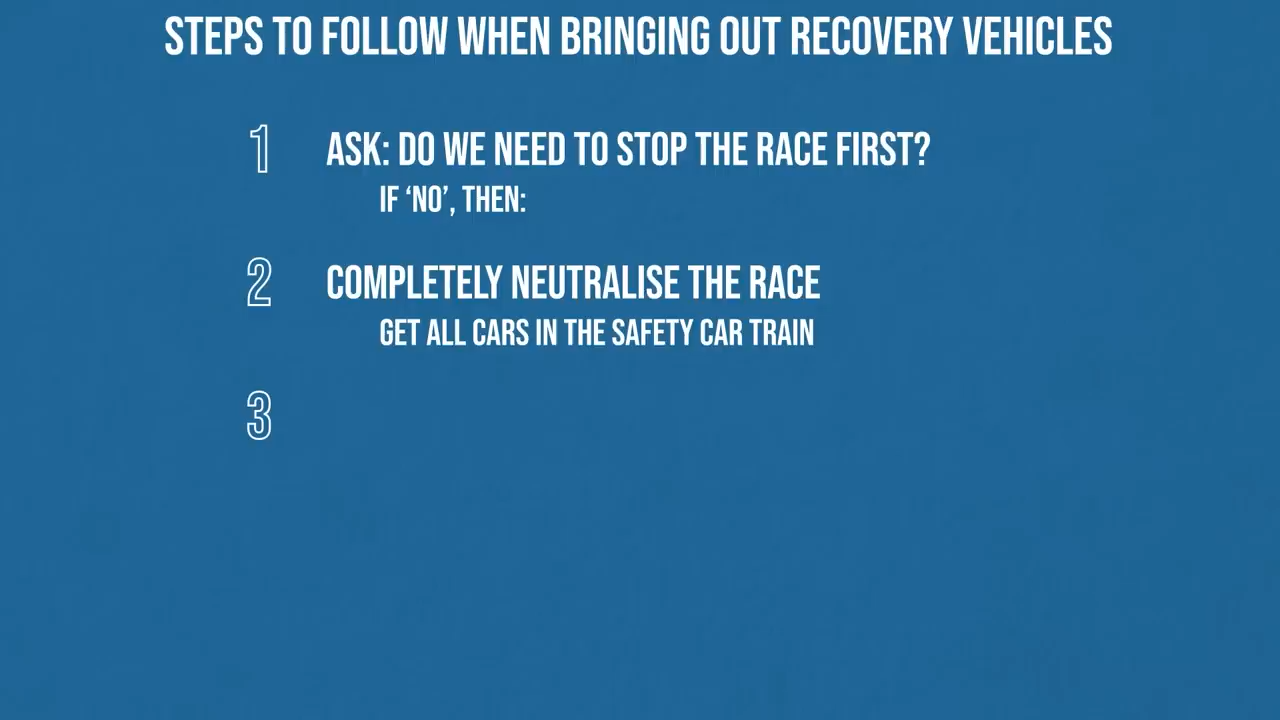 STEPS TO FOLLOW WHEN BRINGING OUT RECOVERY VEHICLES
1 ASK: DO WE NEED TO STOP THE RACE FIRST?
IF ‘NO’, THEN:
2 COMPLETELY NEUTRALISE THE RACE
GET ALL CARS IN THE SAFETY CAR TRAIN
3